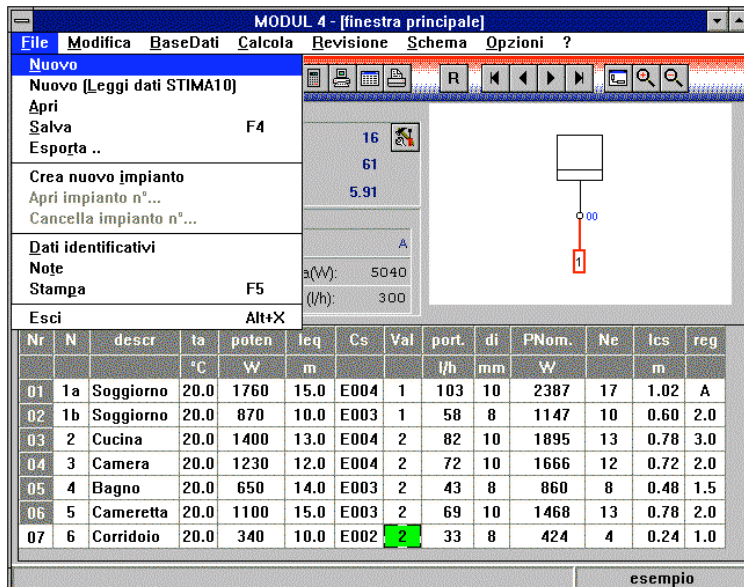 MODUL 4 - [finestra principale]
File Modifica BaseDati Calcola Revisione Schema Opzioni ?
Nuovo
Nuovo (Leggi dati STIMA10)
Apri
Salva F4
Esporta ..
Crea nuovo impianto
Apri impianto n°...
Cancella impianto n°...
Dati identificativi
Note
Stampa F5
Esci Alt+X
R
16
61
5.91
A
a(W): 5040
(l/h): 300
00
1
Nr N descr ta poten leq Cs Val port. di PNom. Ne lcs reg
°C W m l/h mm W m
01 1a Soggiorno 20.0 1760 15.0 E004 1 103 10 2387 17 1.02 A
02 1b Soggiorno 20.0 870 10.0 E003 1 58 8 1147 10 0.60 2.0
03 2 Cucina 20.0 1400 13.0 E004 2 82 10 1895 13 0.78 3.0
04 3 Camera 20.0 1230 12.0 E004 2 72 10 1666 12 0.72 2.0
05 4 Bagno 20.0 650 14.0 E003 2 43 8 860 8 0.48 1.5
06 5 Cameretta 20.0 1100 15.0 E003 2 69 10 1468 13 0.78 2.0
07 6 Corridoio 20.0 340 10.0 E002 2 33 8 424 4 0.24 1.0
esempio